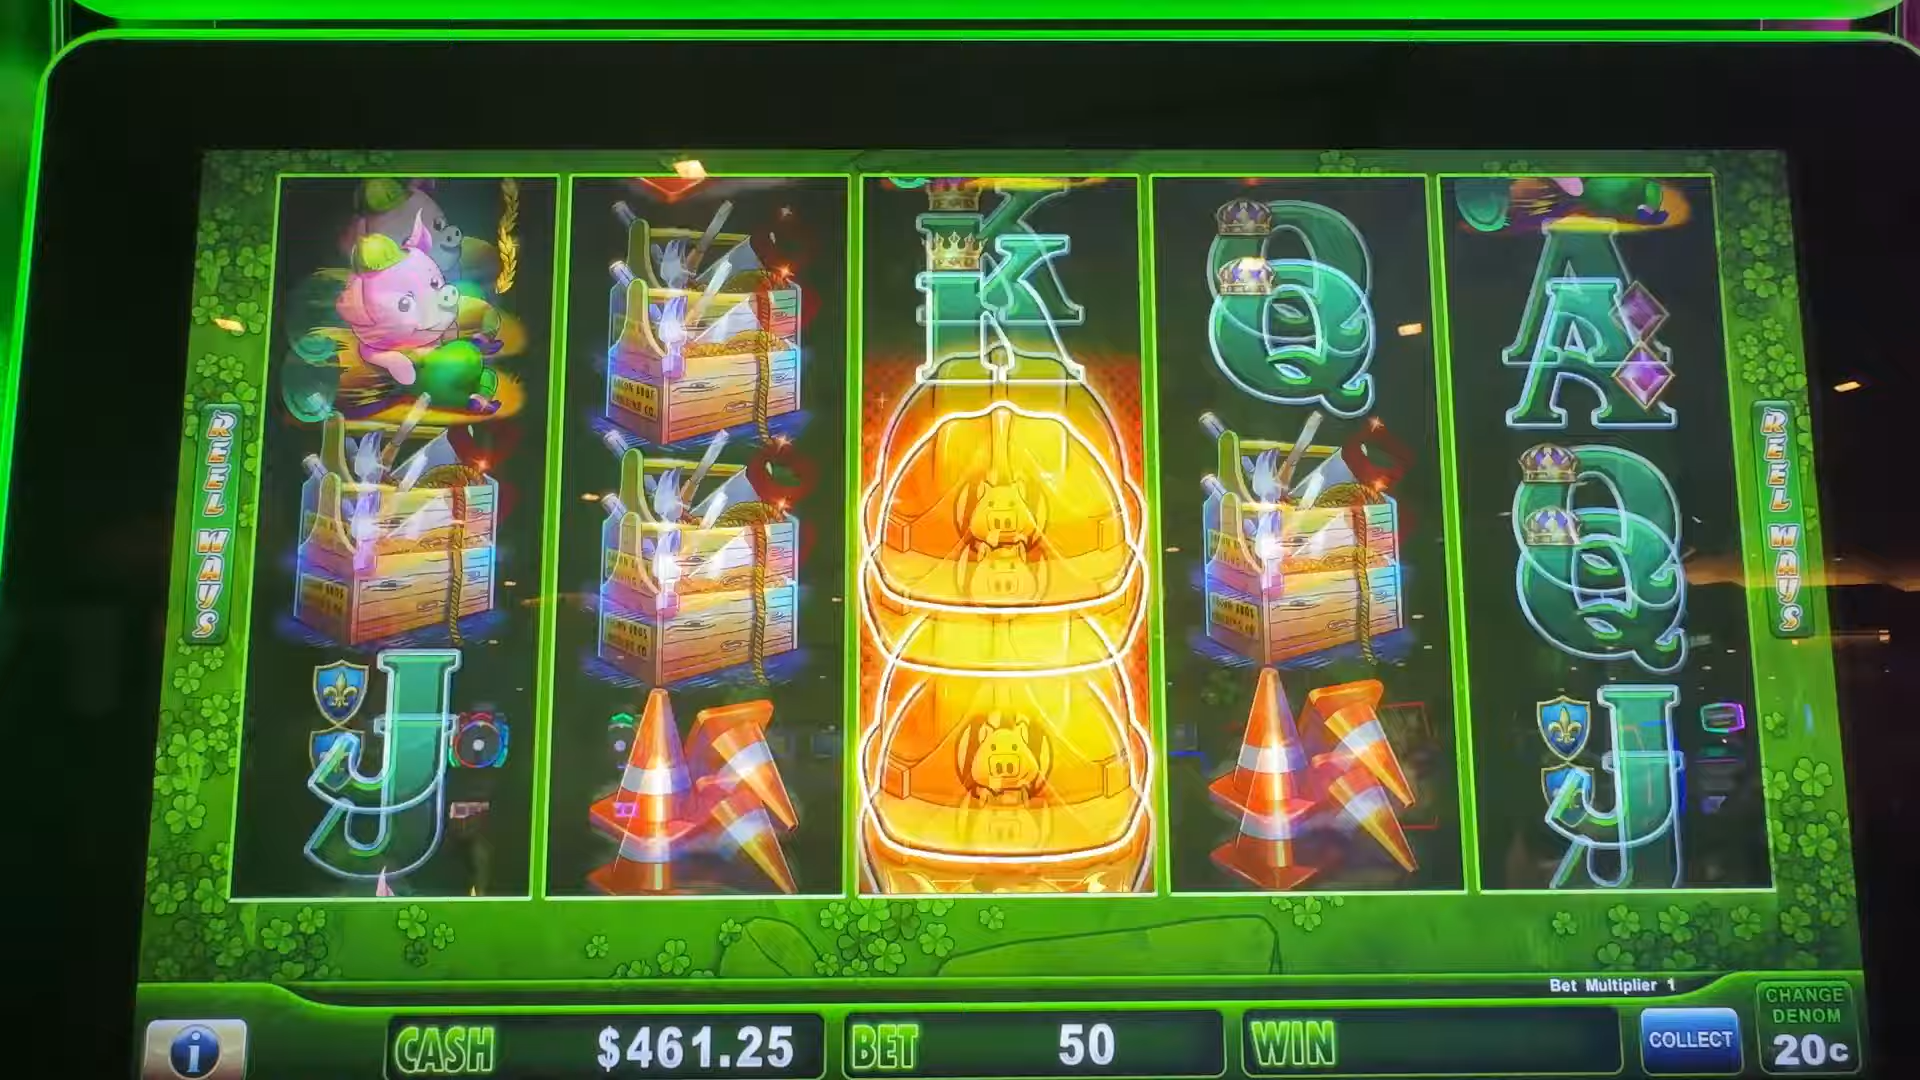 K
Q
A
REEL WAYS
REEL WAYS
Q
J
J
Bet Multiplier 1
CHANGE
DENOM
20c
CASH $461.25
BET 50
WIN
COLLECT
i